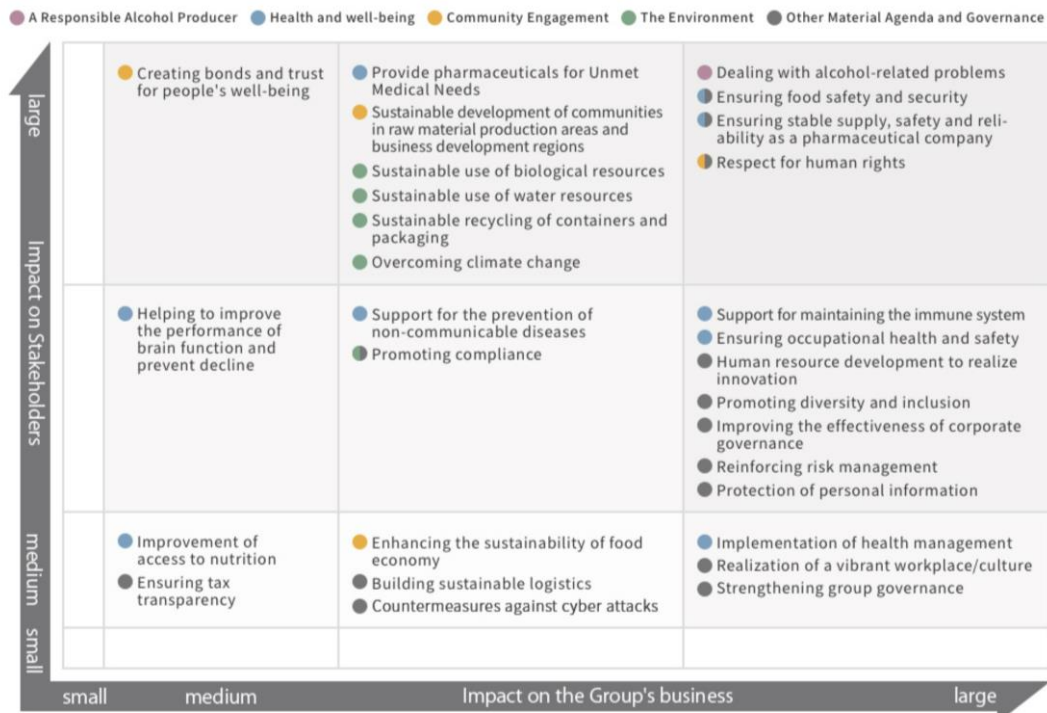 A Responsible Alcohol Producer Health and well-being Community Engagement The Environment Other Material Agenda and Governance
large
Impact on Stakeholders
medium
small
Creating bonds and trust
for people's well-being
Provide pharmaceuticals for Unmet
Medical Needs
Sustainable development of communities
in raw material production areas and
business development regions
Sustainable use of biological resources
Sustainable use of water resources
Sustainable recycling of containers and
packaging
Overcoming climate change
Dealing with alcohol-related problems
Ensuring food safety and security
Ensuring stable supply, safety and reli-
ability as a pharmaceutical company
Respect for human rights
Helping to improve
the performance of
brain function and
prevent decline
Support for the prevention of
non-communicable diseases
Promoting compliance
Support for maintaining the immune system
Ensuring occupational health and safety
Human resource development to realize
innovation
Promoting diversity and inclusion
Improving the effectiveness of corporate
governance
Reinforcing risk management
Protection of personal information
Improvement of
access to nutrition
Ensuring tax
transparency
Enhancing the sustainability of food
economy
Building sustainable logistics
Countermeasures against cyber attacks
Implementation of health management
Realization of a vibrant workplace/culture
Strengthening group governance
small medium Impact on the Group's business large